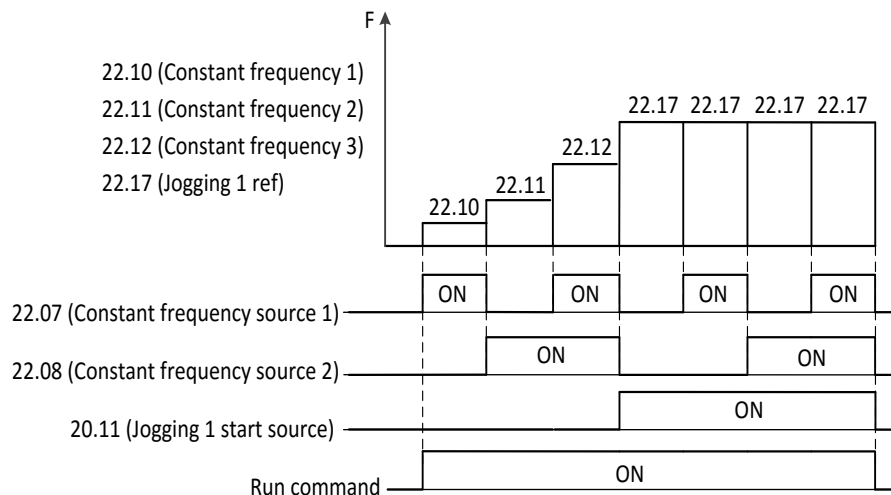 F
22.10 (Constant frequency 1)
22.11 (Constant frequency 2)
22.12 (Constant frequency 3)
22.17 (Jogging 1 ref)
22.10
22.11
22.12
22.17 22.17 22.17 22.17
22.07 (Constant frequency source 1)
ON ON ON ON
22.08 (Constant frequency source 2)
ON ON
20.11 (Jogging 1 start source)
ON
Run command
ON